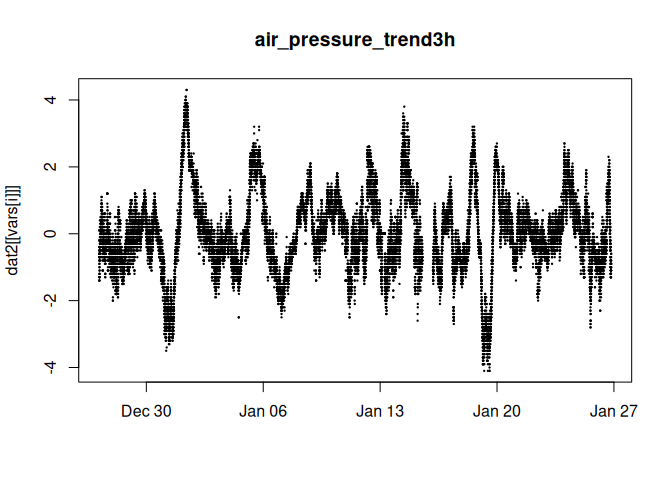 air_pressure_trend3h
dat2[[vars[i]]]
4
2
0
-2
-4
Dec 30
Jan 06
Jan 13
Jan 20
Jan 27